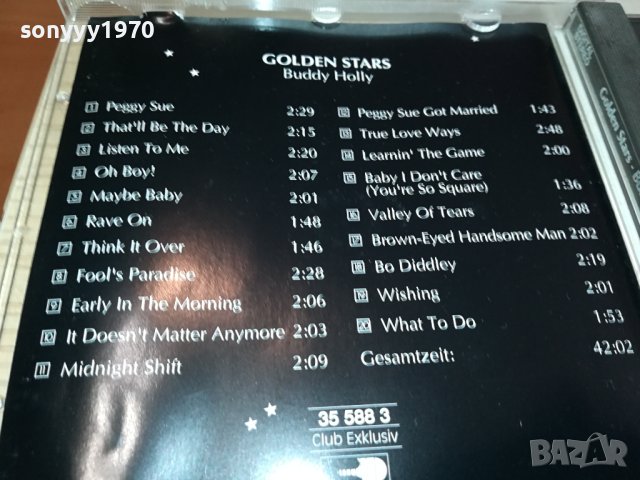 sonyyy1970
GOLDEN STARS
Buddy Holly
1 Peggy Sue 2:29
2 That'll Be The Day 2:15
3 Listen To Me 2:20
4 Oh Boy! 2:07
5 Maybe Baby 2:01
6 Rave On 1:48
7 Think It Over 1:46
8 Fool's Paradise 2:28
9 Early In The Morning 2:06
10 It Doesn't Matter Anymore 2:03
11 Midnight Shift 2:09
12 Peggy Sue Got Married 1:43
13 True Love Ways 2:48
14 Learnin' The Game 2:00
15 Baby I Don't Care
(You're So Square) 1:36
16 Valley Of Tears 2:08
17 Brown-Eyed Handsome Man 2:02
18 Bo Diddley 2:19
19 Wishing 2:01
20 What To Do 1:53
Gesamtzeit: 42:02
35 588 3
Club Exklusiv
Golden Stars
BAZAR